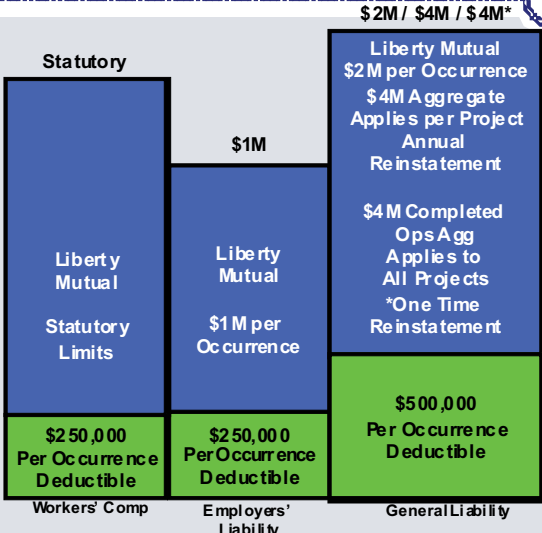 $2M / $4M / $4M*
Statutory
$1M
Liberty
Mutual
Statutory
Limits
Liberty
Mutual
$1M per
Occurrence
Liberty Mutual
$2M per Occurrence
$4M Aggregate
Applies per Project
Annual
Reinstatement
$4M Completed
Ops Agg
Applies to
All Projects
*One Time
Reinstatement
$250,000
Per Occurrence
Deductible
$250,000
Per Occurrence
Deductible
$500,000
Per Occurrence
Deductible
Workers' Comp
Employers'
Liability
General Liability